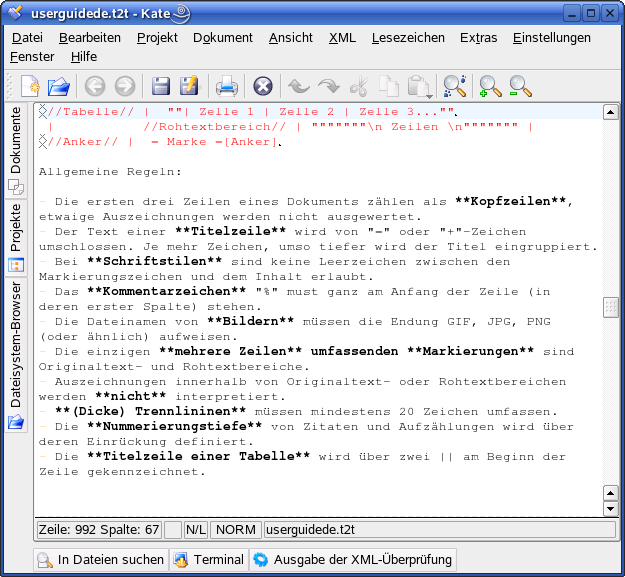 userguidede.t2t - Kate
Datei Bearbeiten Projekt Dokument Ansicht XML Lesezeichen Extras Einstellungen
Fenster Hilfe
Dokumente
Projekte
Dateisystem-Browser
//Tabelle// |  ""| Zelle 1 | Zelle 2 | Zelle 3...""
|            //Rohtextbereich// | """""""\n Zeilen \n""""""" |
//Anker// |  = Marke =[Anker]
Allgemeine Regeln:
- Die ersten drei Zeilen eines Dokuments zählen als **Kopfzeilen**,
etwaige Auszeichnungen werden nicht ausgewertet.
- Der Text einer **Titelzeile** wird von "=" oder "+"-Zeichen
umschlossen. Je mehr Zeichen, umso tiefer wird der Titel eingruppiert.
- Bei **Schriftstilen** sind keine Leerzeichen zwischen den
Markierungszeichen und dem Inhalt erlaubt.
- Das **Kommentarzeichen** "%" must ganz am Anfang der Zeile (in
deren erster Spalte) stehen.
- Die Dateinamen von **Bildern** müssen die Endung GIF, JPG, PNG
(oder ähnlich) aufweisen.
- Die einzigen **mehrere Zeilen** umfassenden **Markierungen** sind
Originaltext- und Rohtextbereiche.
- Auszeichnungen innerhalb von Originaltext- oder Rohtextbereichen
werden **nicht** interpretiert.
- **(Dicke) Trennlininen** müssen mindestens 20 Zeichen umfassen.
- Die **Nummerierungstiefe** von Zitaten und Aufzählungen wird über
deren Einrückung definiert.
- Die **Titelzeile einer Tabelle** wird über zwei || am Beginn der
Zeile gekennzeichnet.
Zeile: 992 Spalte: 67 N/L NORM userguidede.t2t
In Dateien suchen Terminal Ausgabe der XML-Überprüfung